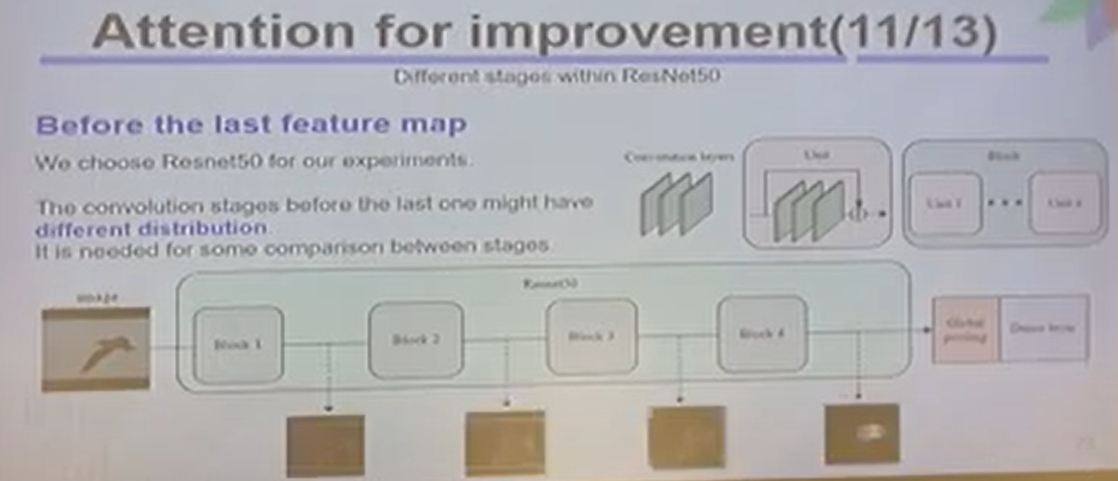 Attention for improvement(11/13)
Different stages within ResNet50
Before the last feature map
We choose Resnet50 for our experiments.
The convolution stages before the last one might have
different distribution
It is needed for some comparison between stages
Convolution layers
Unit
Block
Unit 1
image
Resnet50
Block 1
Block 2
Block 3
Block 4
Global
pooling
Dense layer